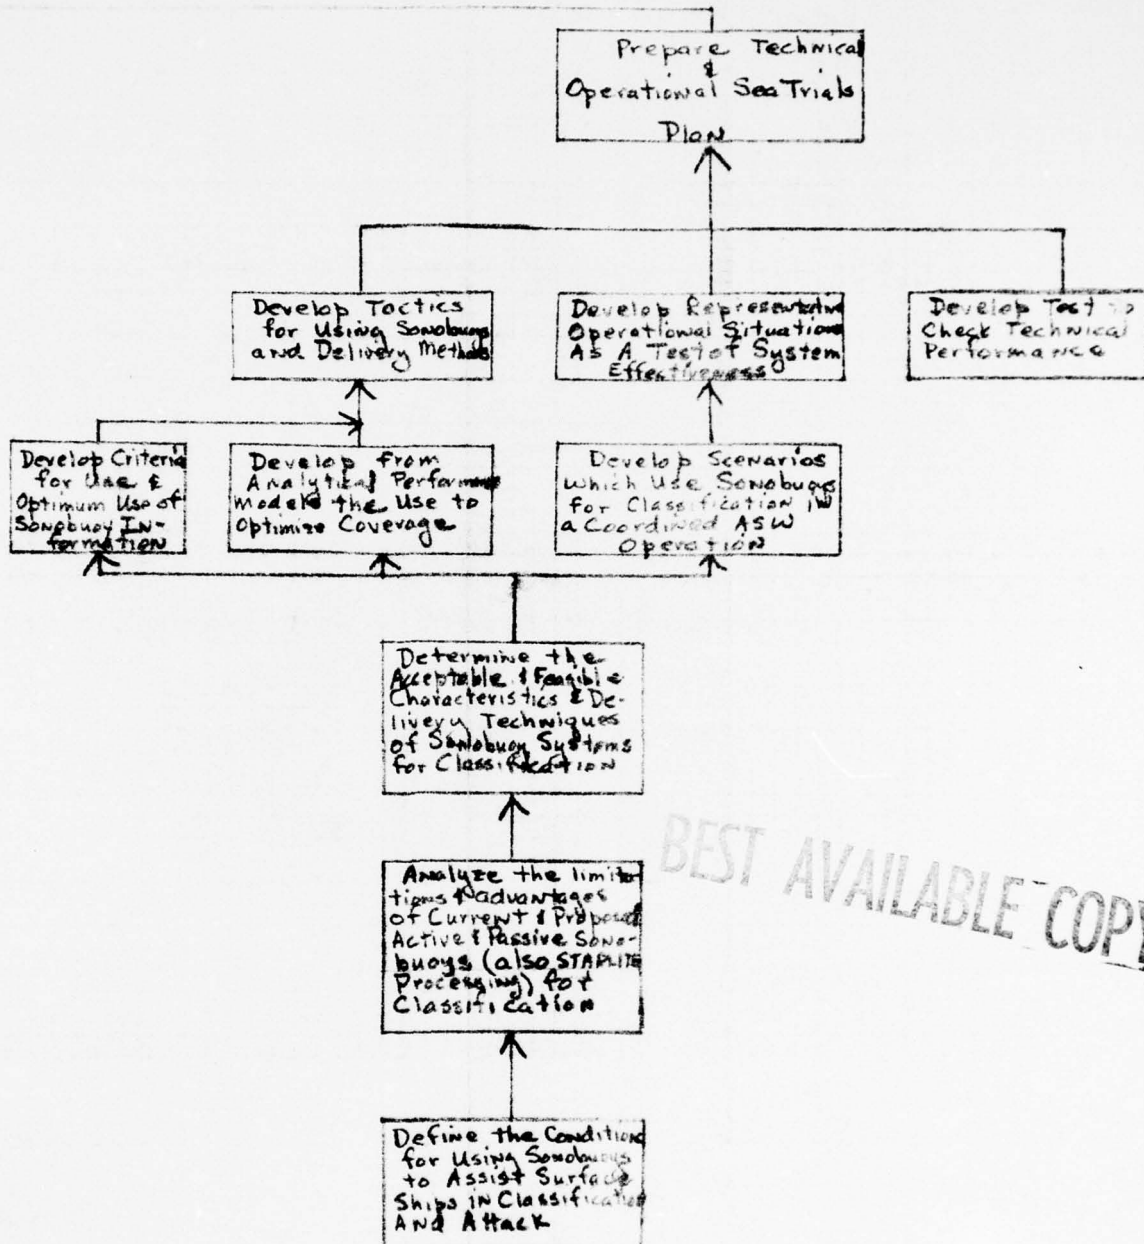 Prepare Technical
&
Operational Sea Trials
Plan
Develop Tactics
for Using Sonobuoys
and Delivery Methods
Develop Representative
Operational Situation
As A Test of System
Effectiveness
Develop Test to
Check Technical
Performance
Develop Criteria
for Use &
Optimum Use of
Sonobuoy In-
formation
Develop from
Analytical Performance
Models the Use to
Optimize Coverage
Develop Scenarios
Which Use Sonobuoys
for Classification in
a Coordined ASW
Operation
Determine the
Acceptable & Feasible
Characteristics & De-
livery Techniques
of Sonobuoy Systems
for Classification
Analyze the limita-
tions & advantages
of Current & Proposed
Active & Passive Sono-
buoys (also STARLITE
Processing) for
Classification
BEST AVAILABLE COPY
Define the Conditions
for Using Sonobuoys
to Assist Surface
Ships in Classification
And Attack